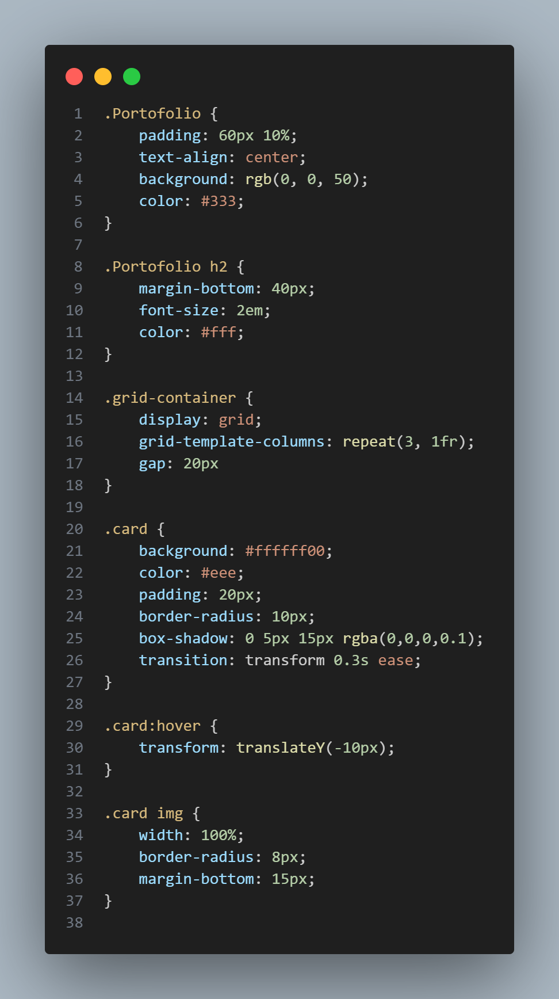 1 .Portofolio {
2     padding: 60px 10%;
3     text-align: center;
4     background: rgb(0, 0, 50);
5     color: #333;
6 }
7
8 .Portofolio h2 {
9     margin-bottom: 40px;
10     font-size: 2em;
11     color: #fff;
12 }
13
14 .grid-container {
15     display: grid;
16     grid-template-columns: repeat(3, 1fr);
17     gap: 20px
18 }
19
20 .card {
21     background: #ffffff00;
22     color: #eee;
23     padding: 20px;
24     border-radius: 10px;
25     box-shadow: 0 5px 15px rgba(0,0,0,0.1);
26     transition: transform 0.3s ease;
27 }
28
29 .card:hover {
30     transform: translateY(-10px);
31 }
32
33 .card img {
34     width: 100%;
35     border-radius: 8px;
36     margin-bottom: 15px;
37 }
38